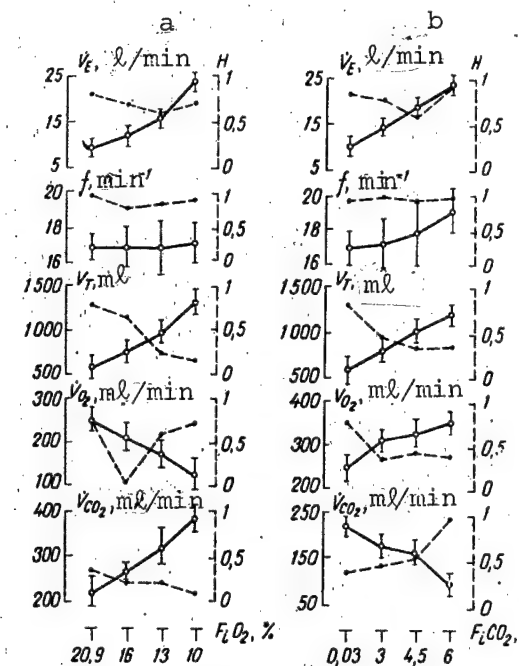 a b
V̇E, ℓ/min H V̇E, ℓ/min H
25 1 25 1
15 0,5 15 0,5
5 0 5 0
f, min⁻¹ f, min⁻¹
20 1 20 1
18 0,5 18 0,5
16 0 16 0
VT, ml VT, ml
1500 1 1500 1
1000 0,5 1000 0,5
500 0 500 0
V̇O2, mℓ/min V̇O2, mℓ/min
300 1 400 1
200 0,5 300 0,5
100 0 200 0
V̇CO2, mℓ/min V̇CO2, mℓ/min
400 1 250 1
300 0,5 150 0,5
200 0 50 0
20,9 16 13 10 FiO2, % 0,03 3 4,5 6 FiCO2, %